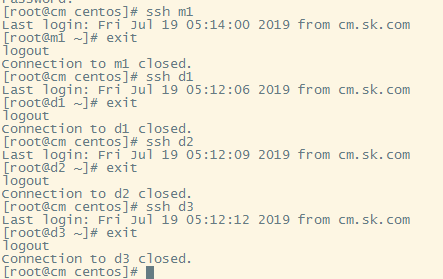 Password:
[root@cm centos]# ssh m1
Last login: Fri Jul 19 05:14:00 2019 from cm.sk.com
[root@m1 ~]# exit
logout
Connection to m1 closed.
[root@cm centos]# ssh d1
Last login: Fri Jul 19 05:12:06 2019 from cm.sk.com
[root@d1 ~]# exit
logout
Connection to d1 closed.
[root@cm centos]# ssh d2
Last login: Fri Jul 19 05:12:09 2019 from cm.sk.com
[root@d2 ~]# exit
logout
Connection to d2 closed.
[root@cm centos]# ssh d3
Last login: Fri Jul 19 05:12:12 2019 from cm.sk.com
[root@d3 ~]# exit
logout
Connection to d3 closed.
[root@cm centos]#